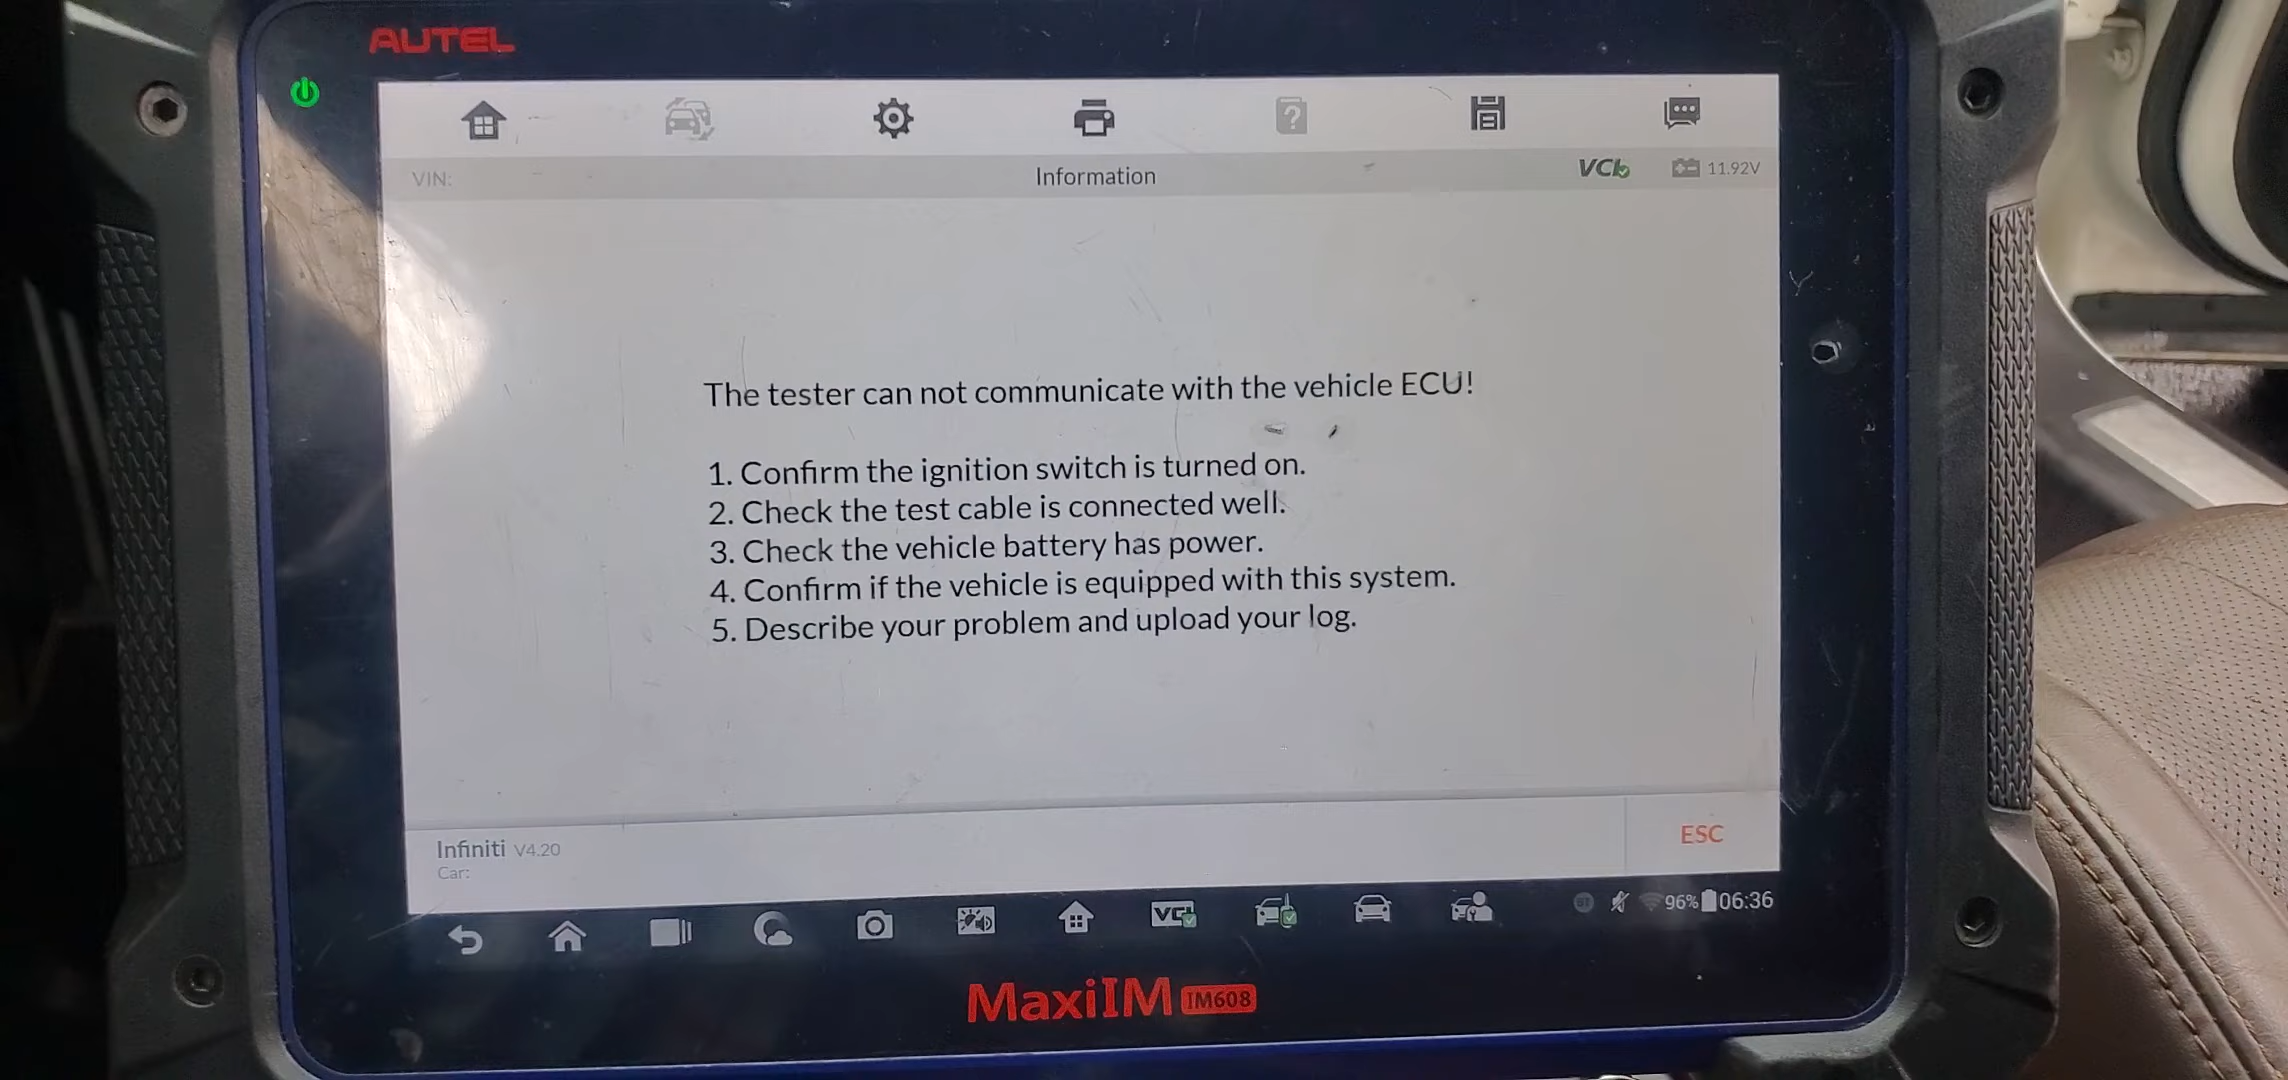 AUTEL
VIN:
Information
VCI
11.92V
The tester can not communicate with the vehicle ECU!
1. Confirm the ignition switch is turned on.
2. Check the test cable is connected well.
3. Check the vehicle battery has power.
4. Confirm if the vehicle is equipped with this system.
5. Describe your problem and upload your log.
Infiniti V4.20
Car:
ESC
VCI
BT
96% 06:36
MaxiIM IM608